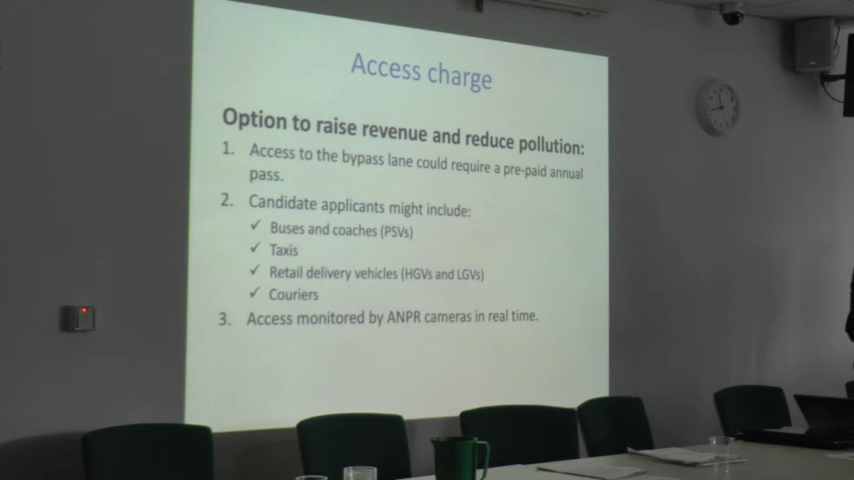 Access charge
Option to raise revenue and reduce pollution:
1. Access to the bypass lane could require a pre-paid annual
pass.
2. Candidate applicants might include:
✓ Buses and coaches (PSVs)
✓ Taxis
✓ Retail delivery vehicles (HGVs and LGVs)
✓ Couriers
3. Access monitored by ANPR cameras in real time.